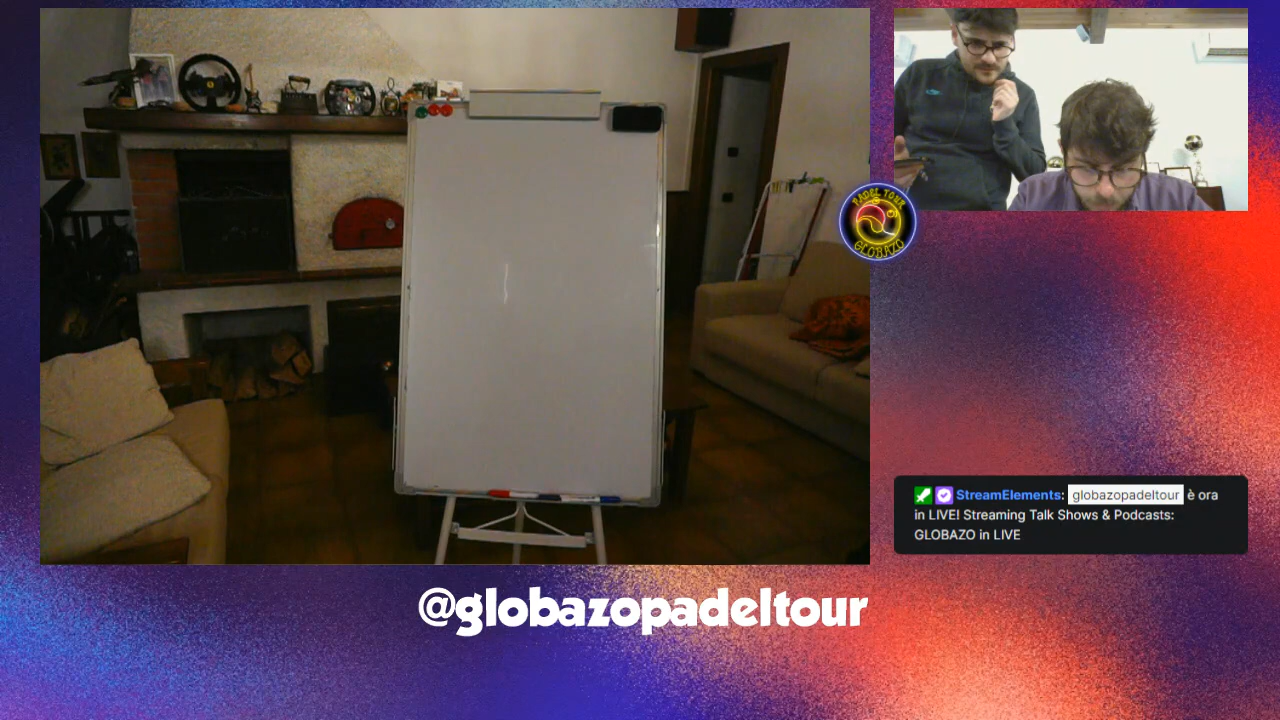 PADEL TOUR
GLOBAZO
StreamElements: globazopadeltour è ora
in LIVE! Streaming Talk Shows & Podcasts:
GLOBAZO in LIVE
@globazopadeltour